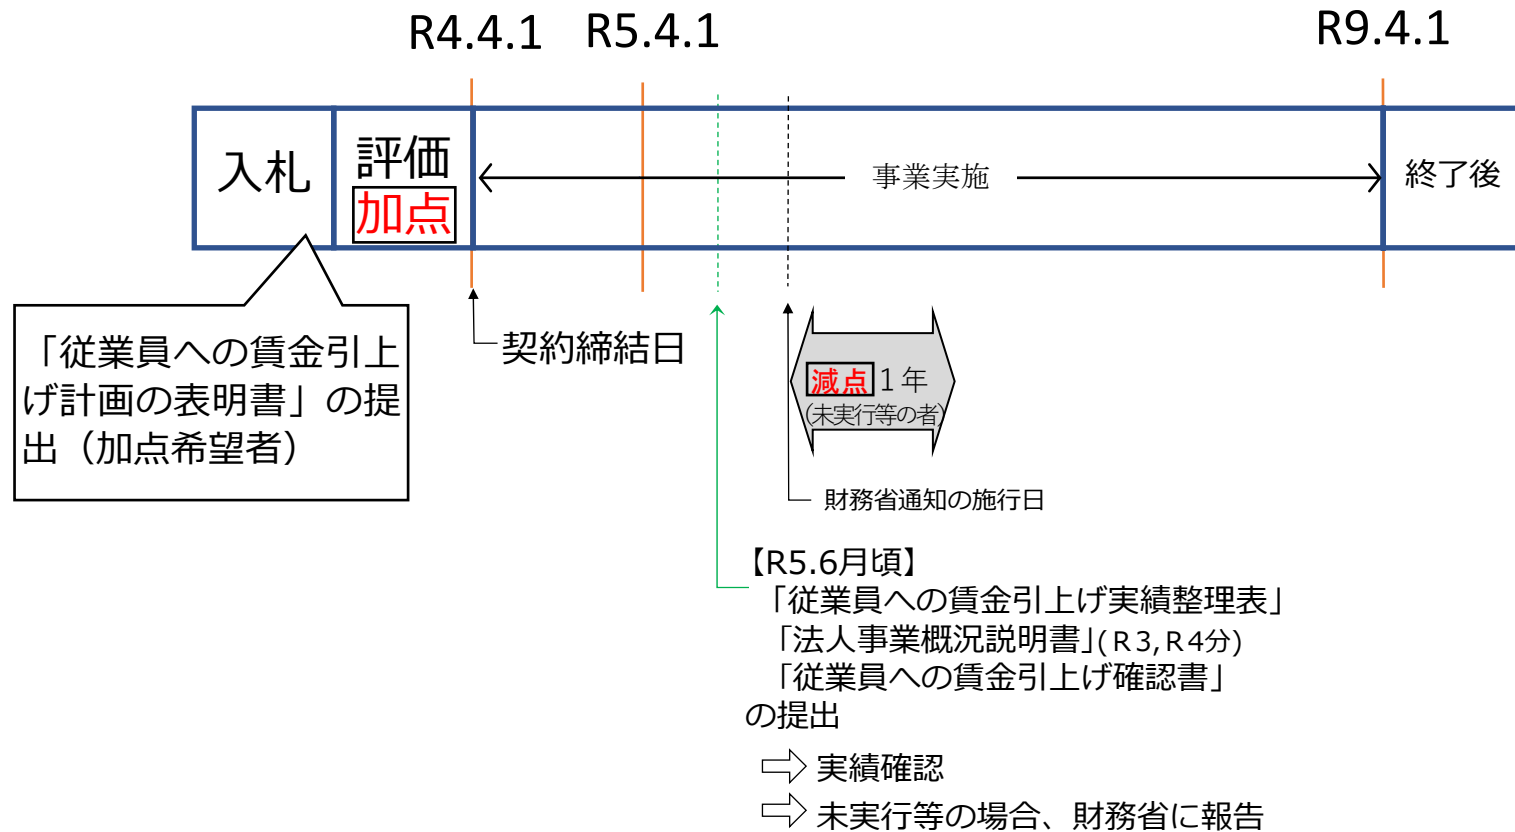 R4.4.1
R5.4.1
R9.4.1
入札
評価
加点
事業実施
終了後
「従業員への賃金引上
げ計画の表明書」の提
出（加点希望者）
契約締結日
減点１年
(未実行等の者)
財務省通知の施行日
【R5.6月頃】
「従業員への賃金引上げ実績整理表」
「法人事業概況説明書」(Ｒ3,Ｒ4分)
「従業員への賃金引上げ確認書」
の提出
⇨ 実績確認
⇨ 未実行等の場合、財務省に報告